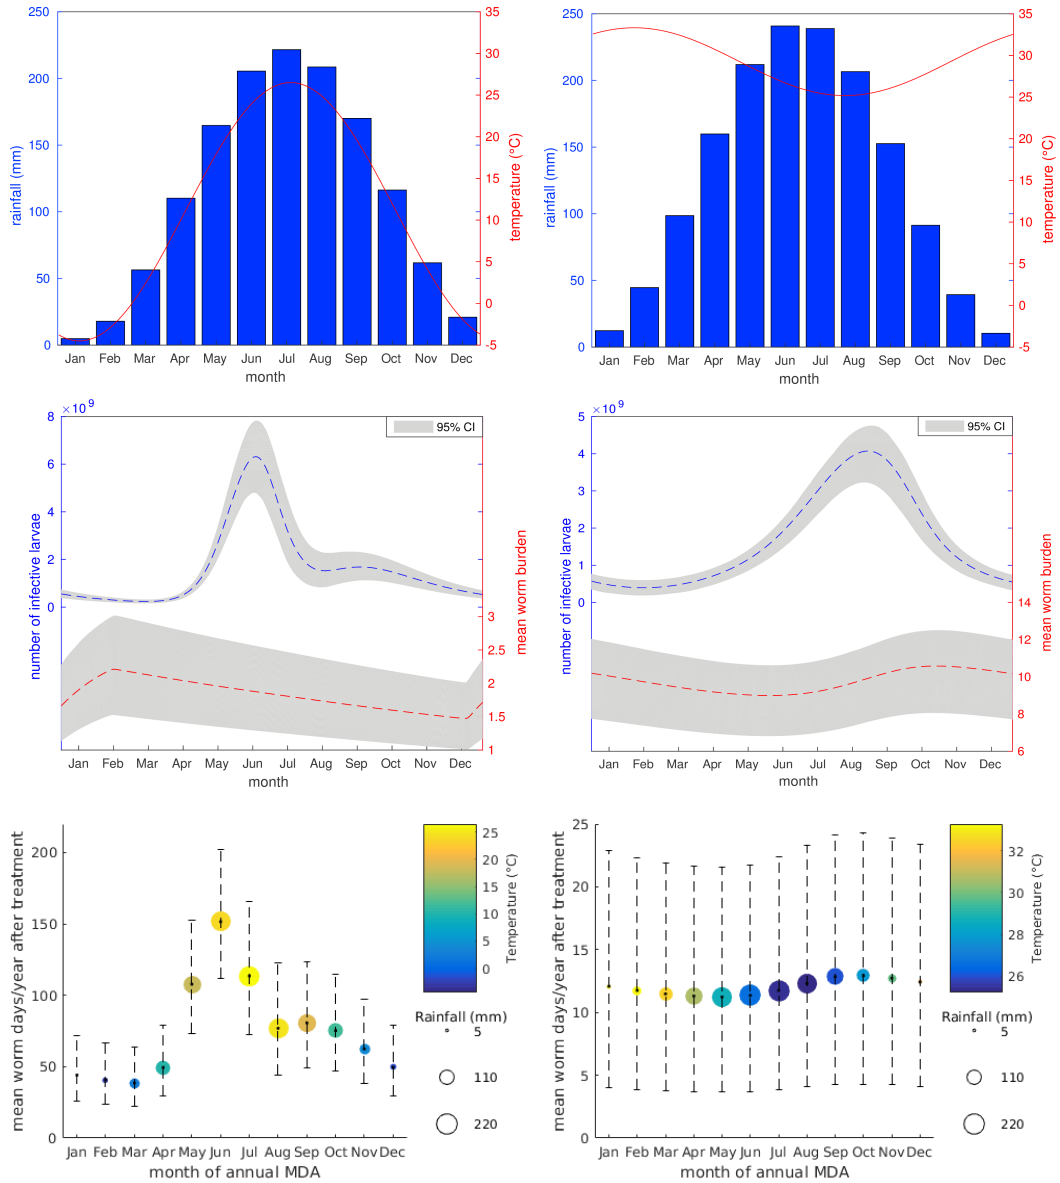 250
200
150
100
50
0
rainfall (mm)
35
30
25
20
15
10
5
0
-5
temperature (°C)
Jan Feb Mar Apr May Jun Jul Aug Sep Oct Nov Dec
month
250
200
150
100
50
0
rainfall (mm)
35
30
25
20
15
10
5
0
-5
temperature (°C)
Jan Feb Mar Apr May Jun Jul Aug Sep Oct Nov Dec
month
×10^9
8
6
4
2
0
number of infective larvae
95% CI
3
2.5
2
1.5
1
mean worm burden
Jan Feb Mar Apr May Jun Jul Aug Sep Oct Nov Dec
month
×10^9
5
4
3
2
1
0
number of infective larvae
95% CI
14
12
10
8
6
mean worm burden
Jan Feb Mar Apr May Jun Jul Aug Sep Oct Nov Dec
month
200
150
100
50
0
mean worm days/year after treatment
Jan Feb Mar Apr May Jun Jul Aug Sep Oct Nov Dec
month of annual MDA
25
20
15
10
5
0
Temperature (°C)
Rainfall (mm)
5
110
220
25
20
15
10
5
0
mean worm days/year after treatment
Jan Feb Mar Apr May Jun Jul Aug Sep Oct Nov Dec
month of annual MDA
32
30
28
26
Temperature (°C)
Rainfall (mm)
5
110
220